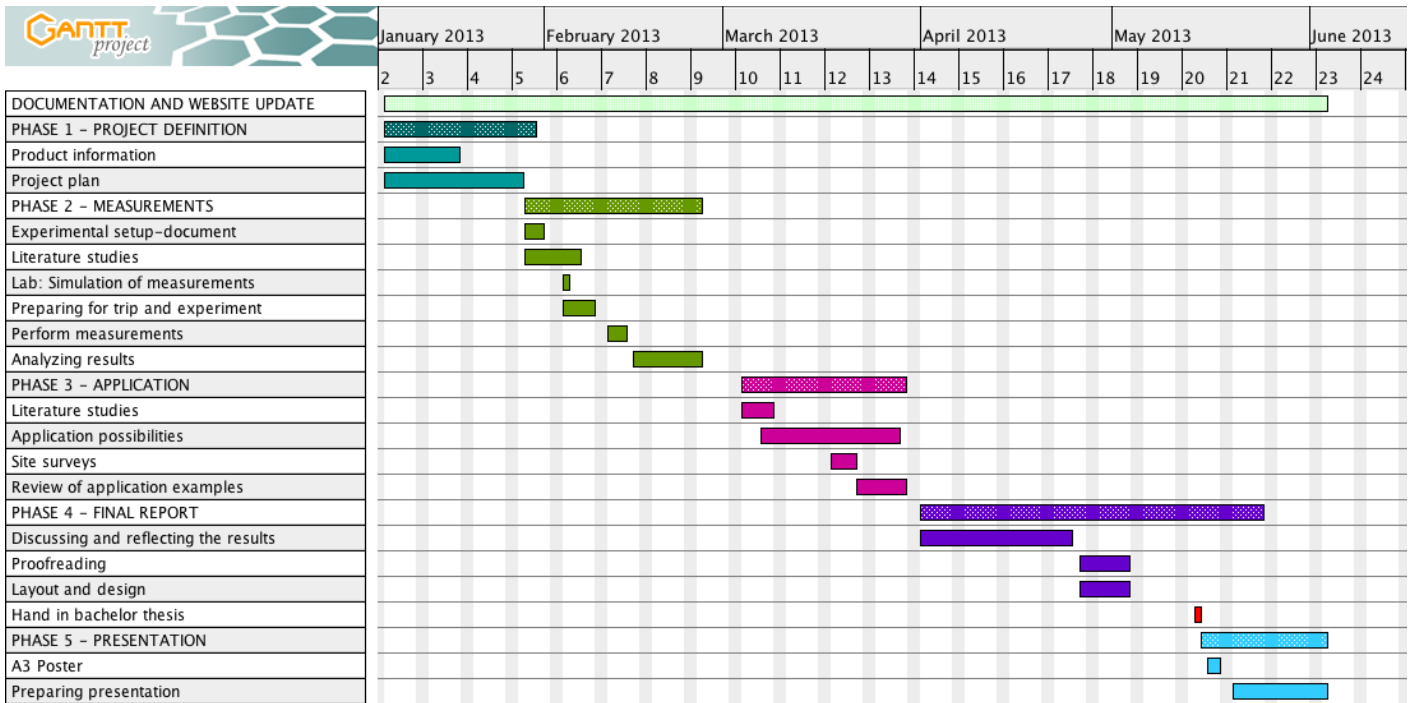 GANTT
project
January 2013 February 2013 March 2013 April 2013 May 2013 June 2013
2 3 4 5 6 7 8 9 10 11 12 13 14 15 16 17 18 19 20 21 22 23 24
DOCUMENTATION AND WEBSITE UPDATE
PHASE 1 - PROJECT DEFINITION
Product information
Project plan
PHASE 2 - MEASUREMENTS
Experimental setup-document
Literature studies
Lab: Simulation of measurements
Preparing for trip and experiment
Perform measurements
Analyzing results
PHASE 3 - APPLICATION
Literature studies
Application possibilities
Site surveys
Review of application examples
PHASE 4 - FINAL REPORT
Discussing and reflecting the results
Proofreading
Layout and design
Hand in bachelor thesis
PHASE 5 - PRESENTATION
A3 Poster
Preparing presentation